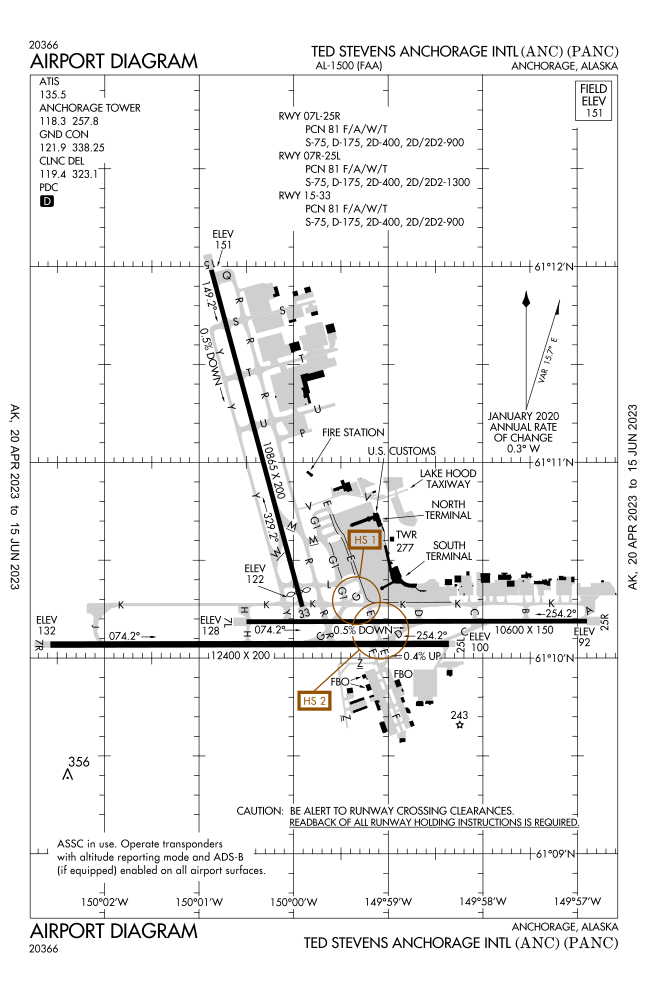 20366
AIRPORT DIAGRAM
TED STEVENS ANCHORAGE INTL (ANC) (PANC)
AL-1500 (FAA)
ANCHORAGE, ALASKA
ATIS
135.5
ANCHORAGE TOWER
118.3 257.8
GND CON
121.9 338.25
CLNC DEL
119.4 323.1
PDC
D
FIELD
ELEV
151
RWY 07L-25R
PCN 81 F/A/W/T
S-75, D-175, 2D-400, 2D/2D2-900
RWY 07R-25L
PCN 81 F/A/W/T
S-75, D-175, 2D-400, 2D/2D2-1300
RWY 15-33
PCN 81 F/A/W/T
S-75, D-175, 2D-400, 2D/2D2-900
ELEV
151
15
Q
R
S
S
149.2°
0.5% DOWN
Y
T
R
T
Y
U
P
U
61°12'N
VAR 15.7° E
JANUARY 2020
ANNUAL RATE
OF CHANGE
0.3° W
FIRE STATION
U.S. CUSTOMS
61°11'N
10865 X 200
LAKE HOOD
TAXIWAY
NORTH
TERMINAL
TWR
277
SOUTH
TERMINAL
HS 1
Y
329.2°
M
M
V
G1
E
V
G1
E
L
G1
G
ELEV
122
Q
33
K
K
K
K
K
J
H
H
Y
R
E
D
C
B
A
ELEV
132
074.2°
ELEV
128
7L
074.2°
0.5% DOWN
254.2°
254.2°
25R
ELEV
100
10600 X 150
ELEV
92
7R
12400 X 200
R
G
D
F
E
0.4% UP
25L
61°10'N
Z
FBO
FBO
HS 2
Z
F
243
356
CAUTION: BE ALERT TO RUNWAY CROSSING CLEARANCES.
READBACK OF ALL RUNWAY HOLDING INSTRUCTIONS IS REQUIRED.
ASSC in use. Operate transponders
with altitude reporting mode and ADS-B
(if equipped) enabled on all airport surfaces.
61°09'N
150°02'W
150°01'W
150°00'W
149°59'W
149°58'W
149°57'W
AK, 20 APR 2023 to 15 JUN 2023
AK, 20 APR 2023 to 15 JUN 2023
AIRPORT DIAGRAM
20366
ANCHORAGE, ALASKA
TED STEVENS ANCHORAGE INTL (ANC) (PANC)